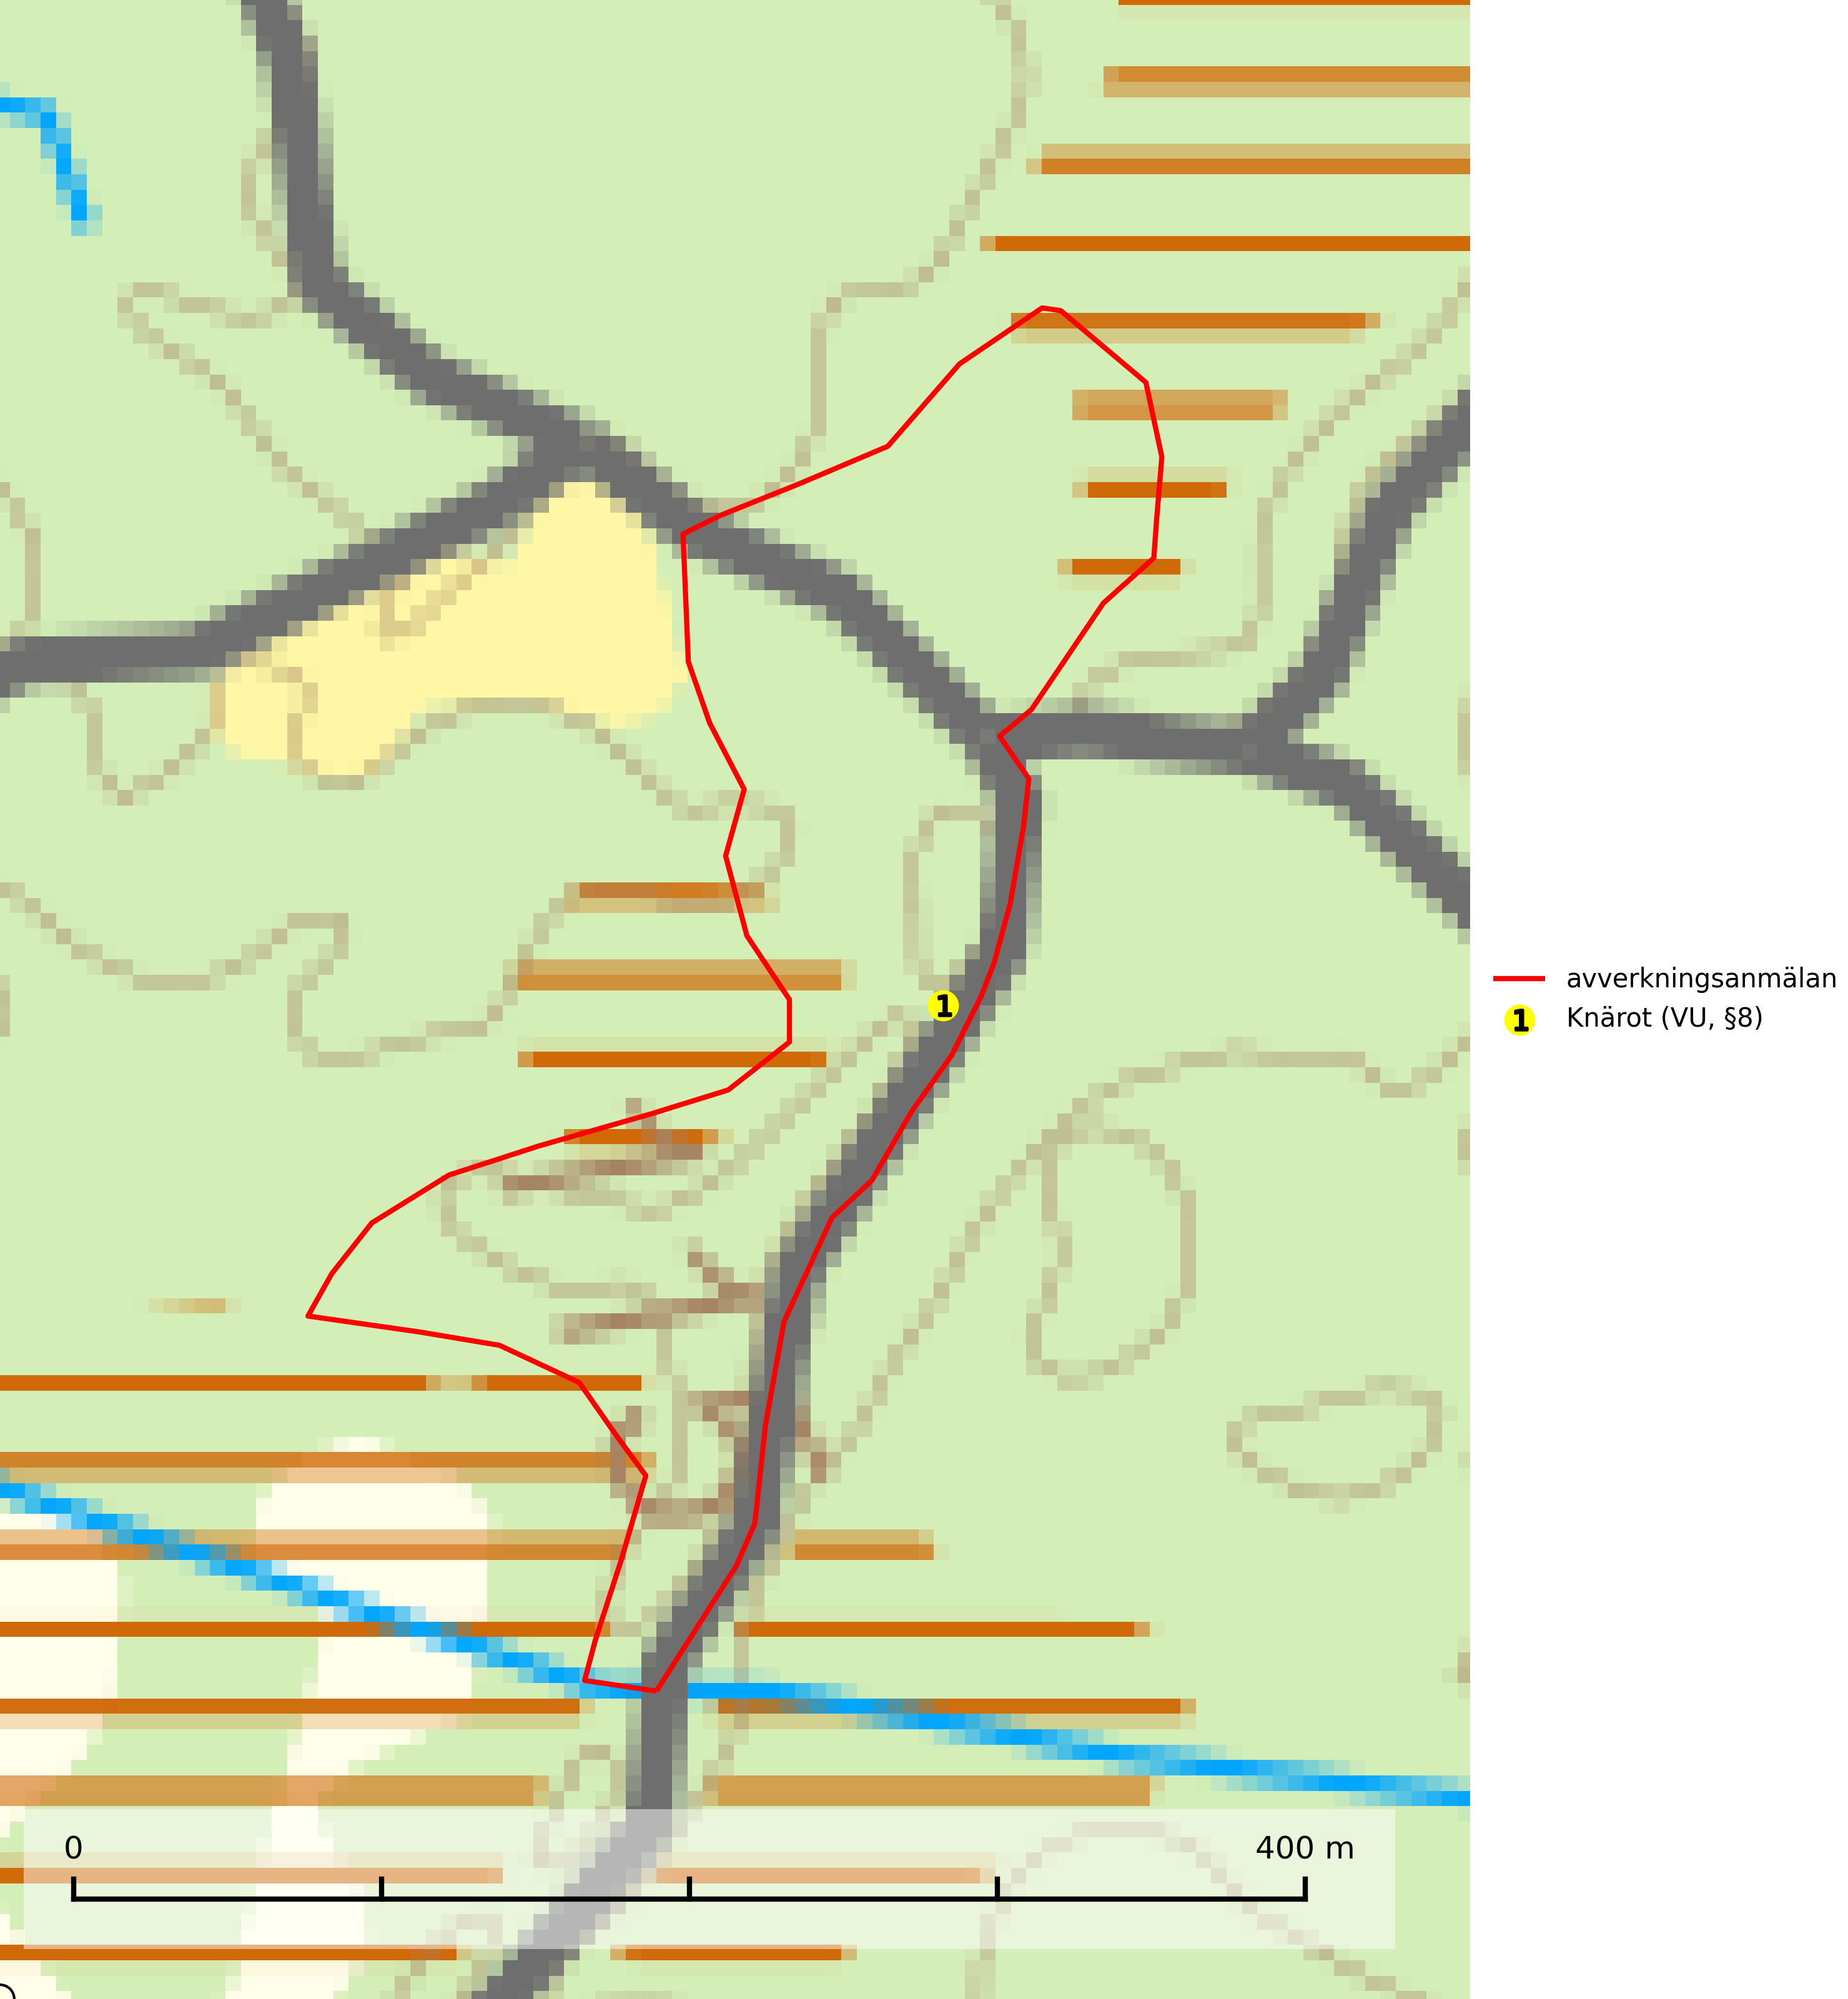 1
avverkningsanmälan
1 Knärot (VU, §8)
0 400 m